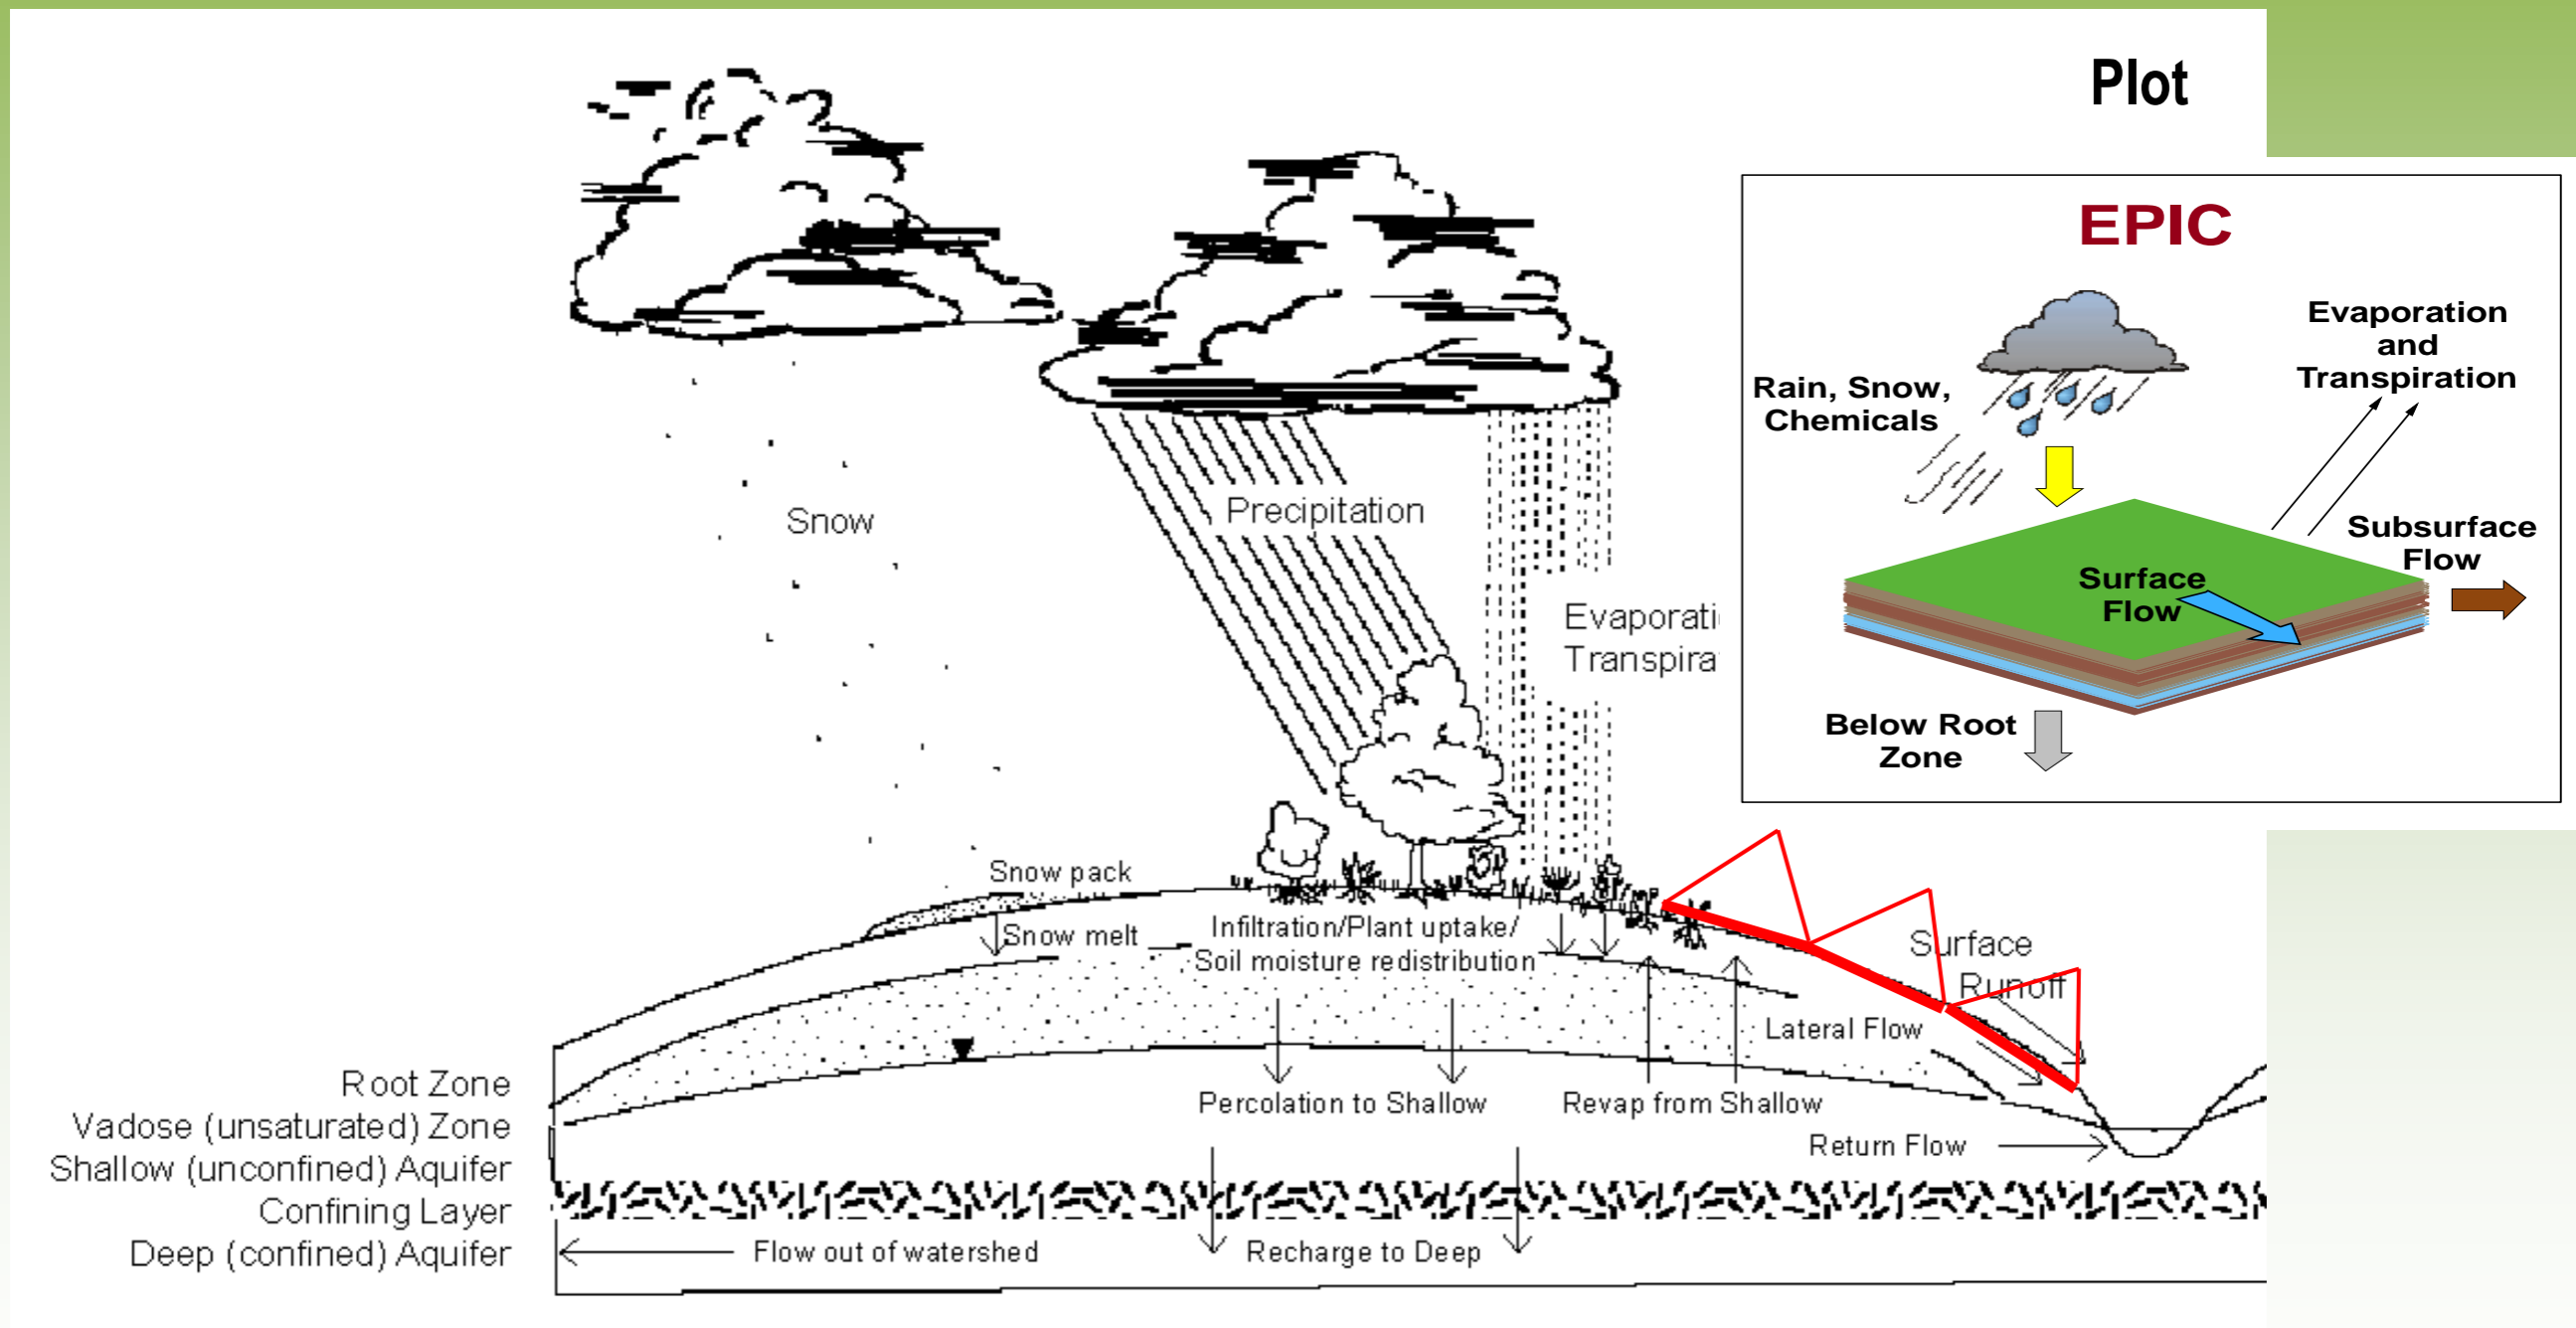 Plot
EPIC
Evaporation
and
Transpiration
Rain, Snow,
Chemicals
Subsurface
Flow
Surface
Flow
Below Root
Zone
Snow
Precipitation
Evaporati
Transpira
Snow pack
Snow melt
Infiltration/Plant uptake/
Soil moisture redistribution
Surface
Runoff
Lateral Flow
Root Zone
Vadose (unsaturated) Zone
Shallow (unconfined) Aquifer
Confining Layer
Deep (confined) Aquifer
Percolation to Shallow
Revap from Shallow
Return Flow
Flow out of watershed
Recharge to Deep